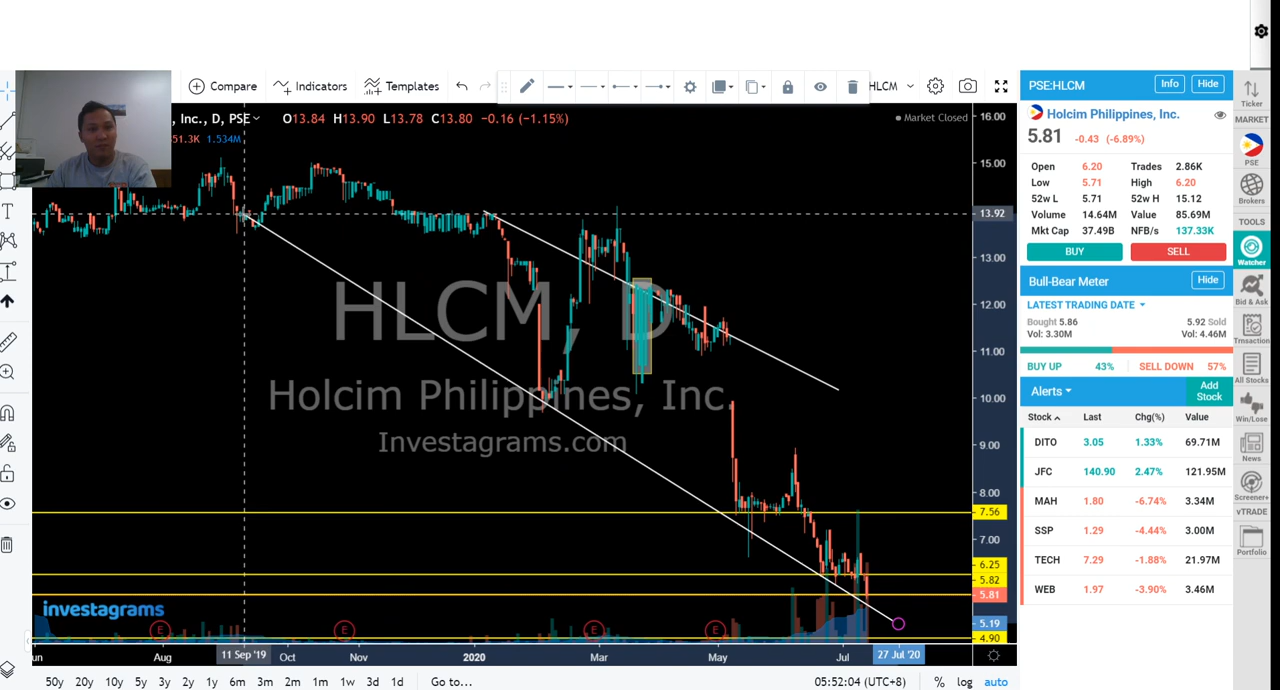 Compare
Indicators
Templates
HLCM
, Inc., D, PSE
O13.84 H13.90 L13.78 C13.80 −0.16 (−1.15%)
Market Closed
51.3K 1.534M
HLCM, D
Holcim Philippines, Inc
Investagrams.com
investagrams
E E E E
16.00
15.00
13.92
13.00
12.00
11.00
10.00
9.00
8.00
7.56
7.00
6.25
5.82
5.81
5.19
4.90
un Aug 11 Sep '19 Oct Nov 2020 Mar May Jul 27 Jul '20
50y 20y 10y 5y 3y 2y 1y 6m 3m 2m 1m 1w 3d 1d Go to... 05:52:04 (UTC+8) % log auto
PSE:HLCM Info Hide
Holcim Philippines, Inc.
5.81 -0.43 (-6.89%)
Open 6.20 Trades 2.86K
Low 5.71 High 6.20
52w L 5.71 52w H 15.12
Volume 14.64M Value 85.69M
Mkt Cap 37.49B NFB/s 137.33K
BUY SELL
Bull-Bear Meter Hide
LATEST TRADING DATE
Bought 5.86 5.92 Sold
Vol: 3.30M Vol: 4.46M
BUY UP 43% SELL DOWN 57%
Alerts Add Stock
Stock Last Chg(%) Value
DITO 3.05 1.33% 69.71M
JFC 140.90 2.47% 121.95M
MAH 1.80 -6.74% 3.34M
SSP 1.29 -4.44% 3.00M
TECH 7.29 -1.88% 21.97M
WEB 1.97 -3.90% 3.46M
Ticker
MARKET
PSE
Brokers
TOOLS
Watcher
Bid & Ask
Trnsaction
All Stocks
Win/Lose
News
Screener+
vTRADE
Portfolio